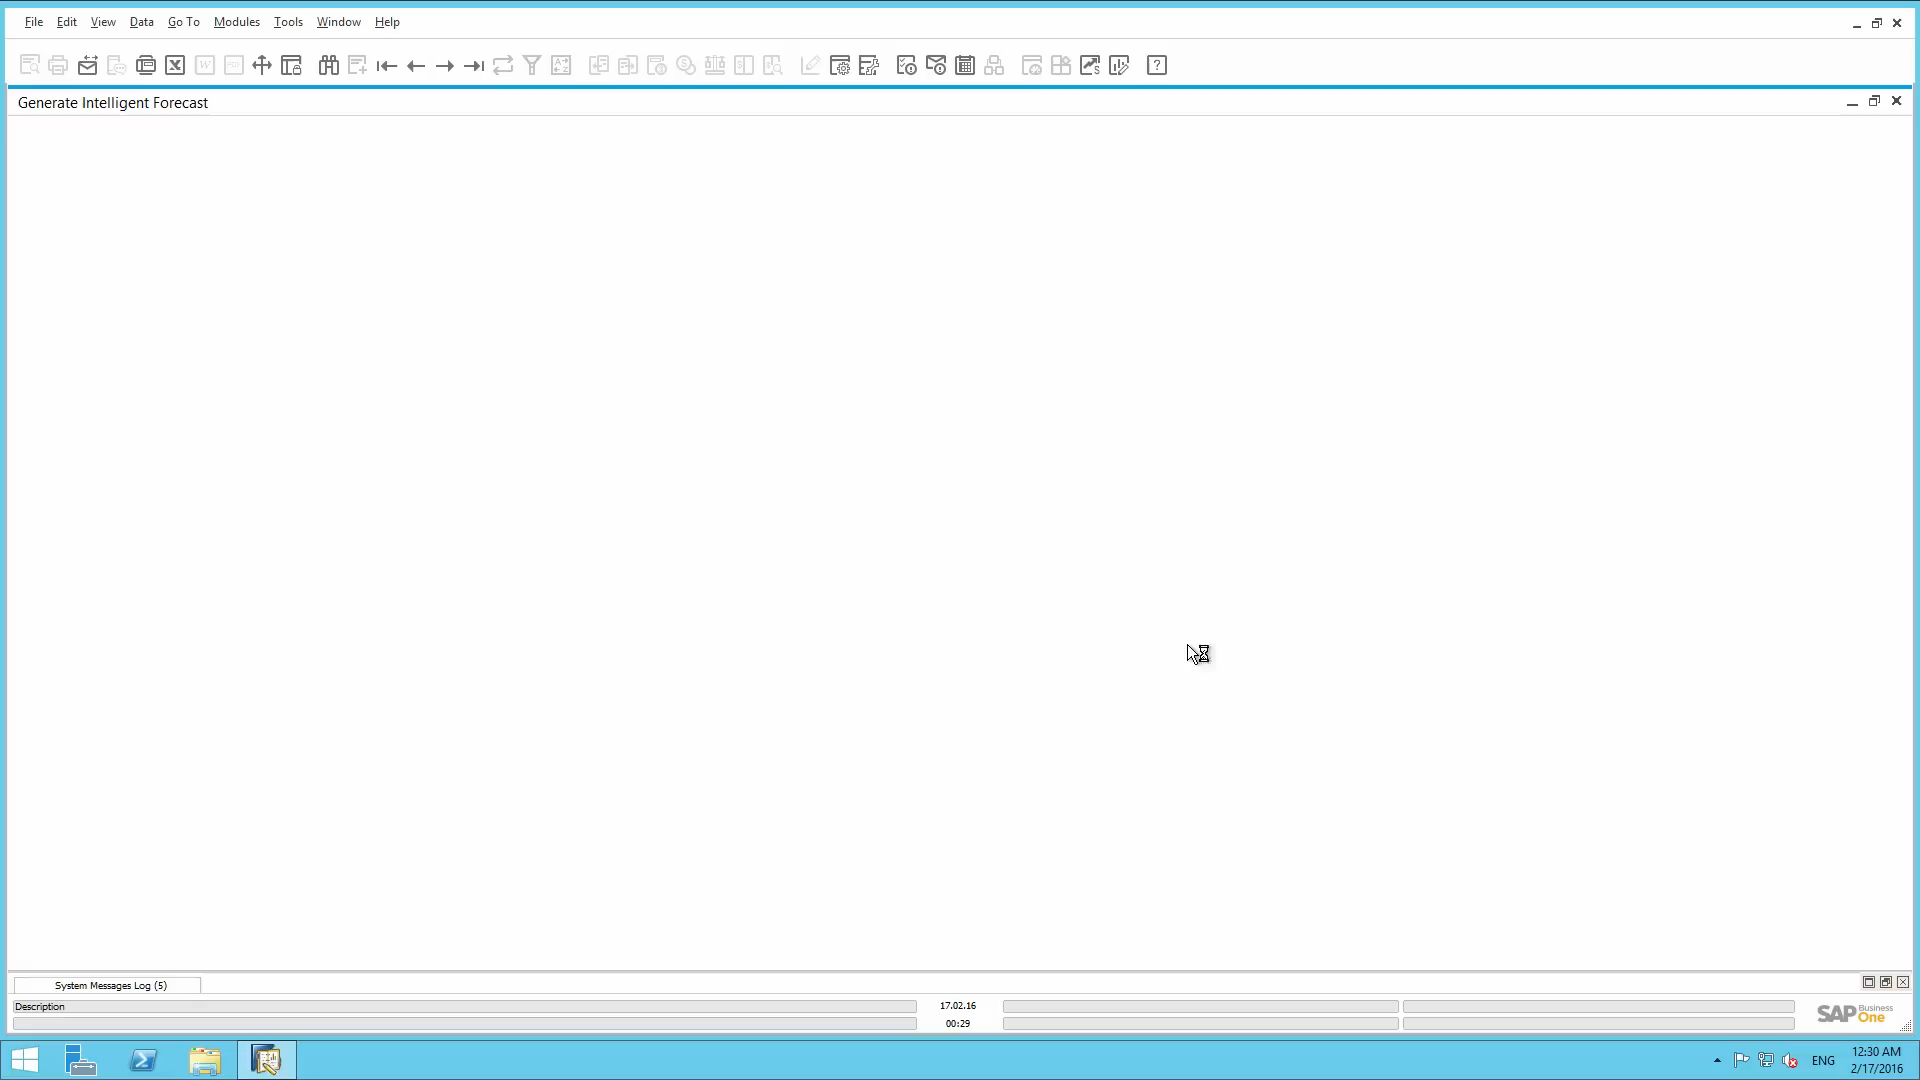 File Edit View Data Go To Modules Tools Window Help
Generate Intelligent Forecast
System Messages Log (5)
Description
17.02.16
00:29
SAP Business One
ENG
12:30 AM
2/17/2016